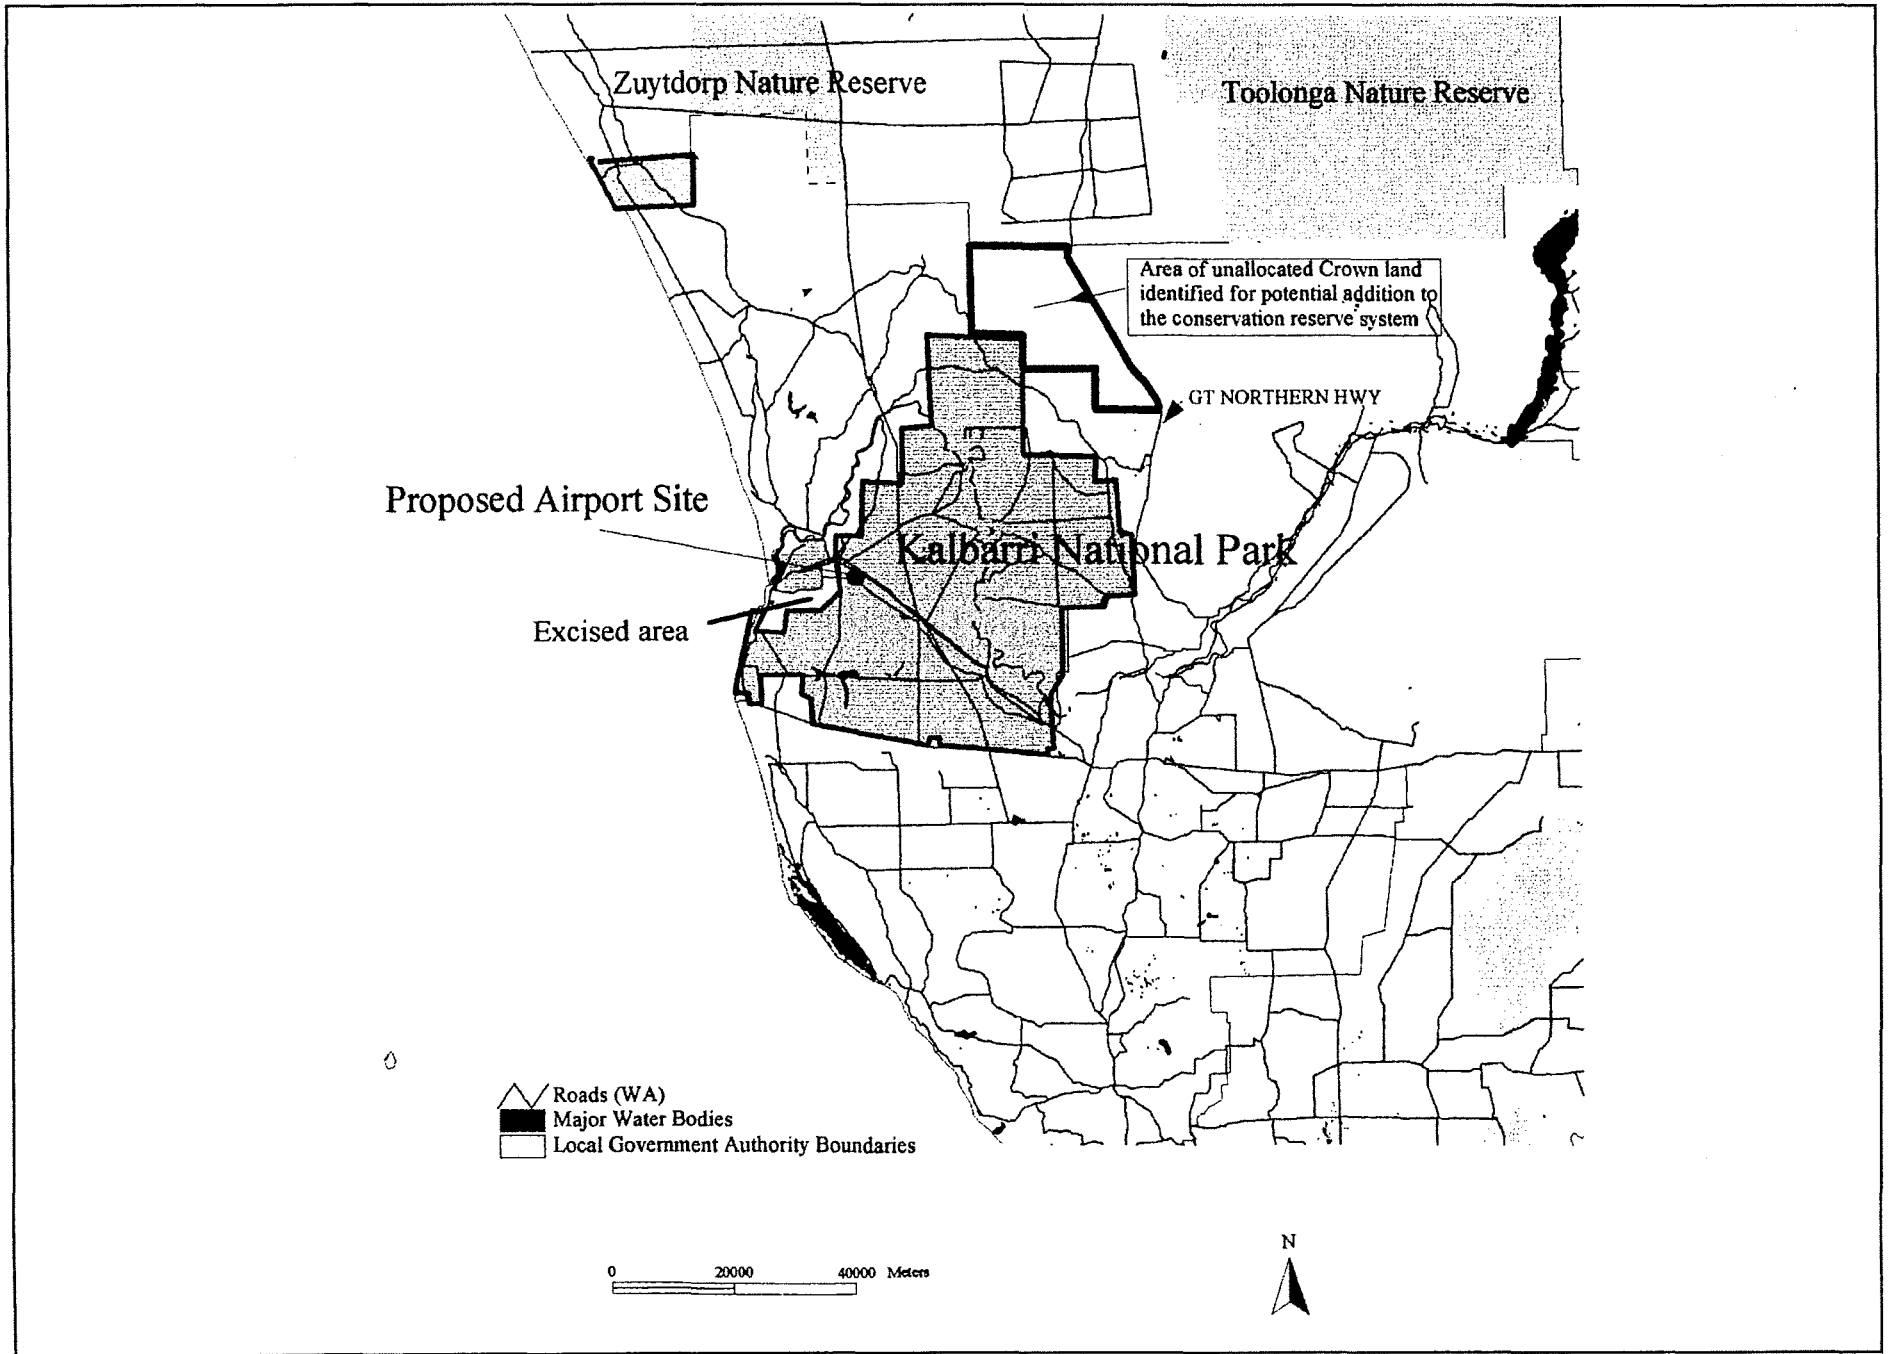 Zuytdorp Nature Reserve
Toolonga Nature Reserve
Area of unallocated Crown land
identified for potential addition to
the conservation reserve system
GT NORTHERN HWY
Proposed Airport Site
Kalbarri National Park
Excised area
Roads (WA)
Major Water Bodies
Local Government Authority Boundaries
N
0 20000 40000 Meters